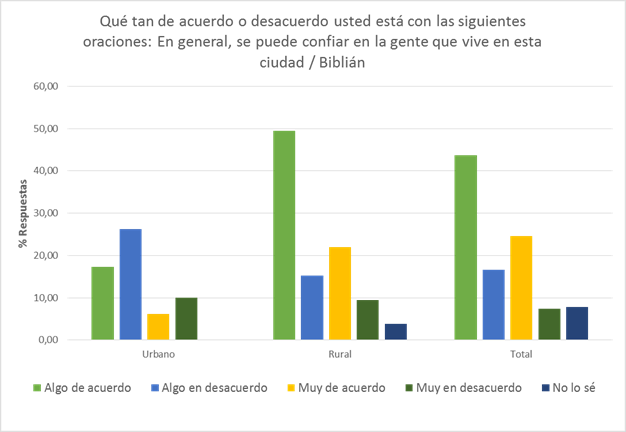 Qué tan de acuerdo o desacuerdo usted está con las siguientes
oraciones: En general, se puede confiar en la gente que vive en esta
ciudad / Biblián
60,00
50,00
40,00
30,00
20,00
10,00
0,00
% Respuestas
Urbano Rural Total
Algo de acuerdo Algo en desacuerdo Muy de acuerdo Muy en desacuerdo No lo sé